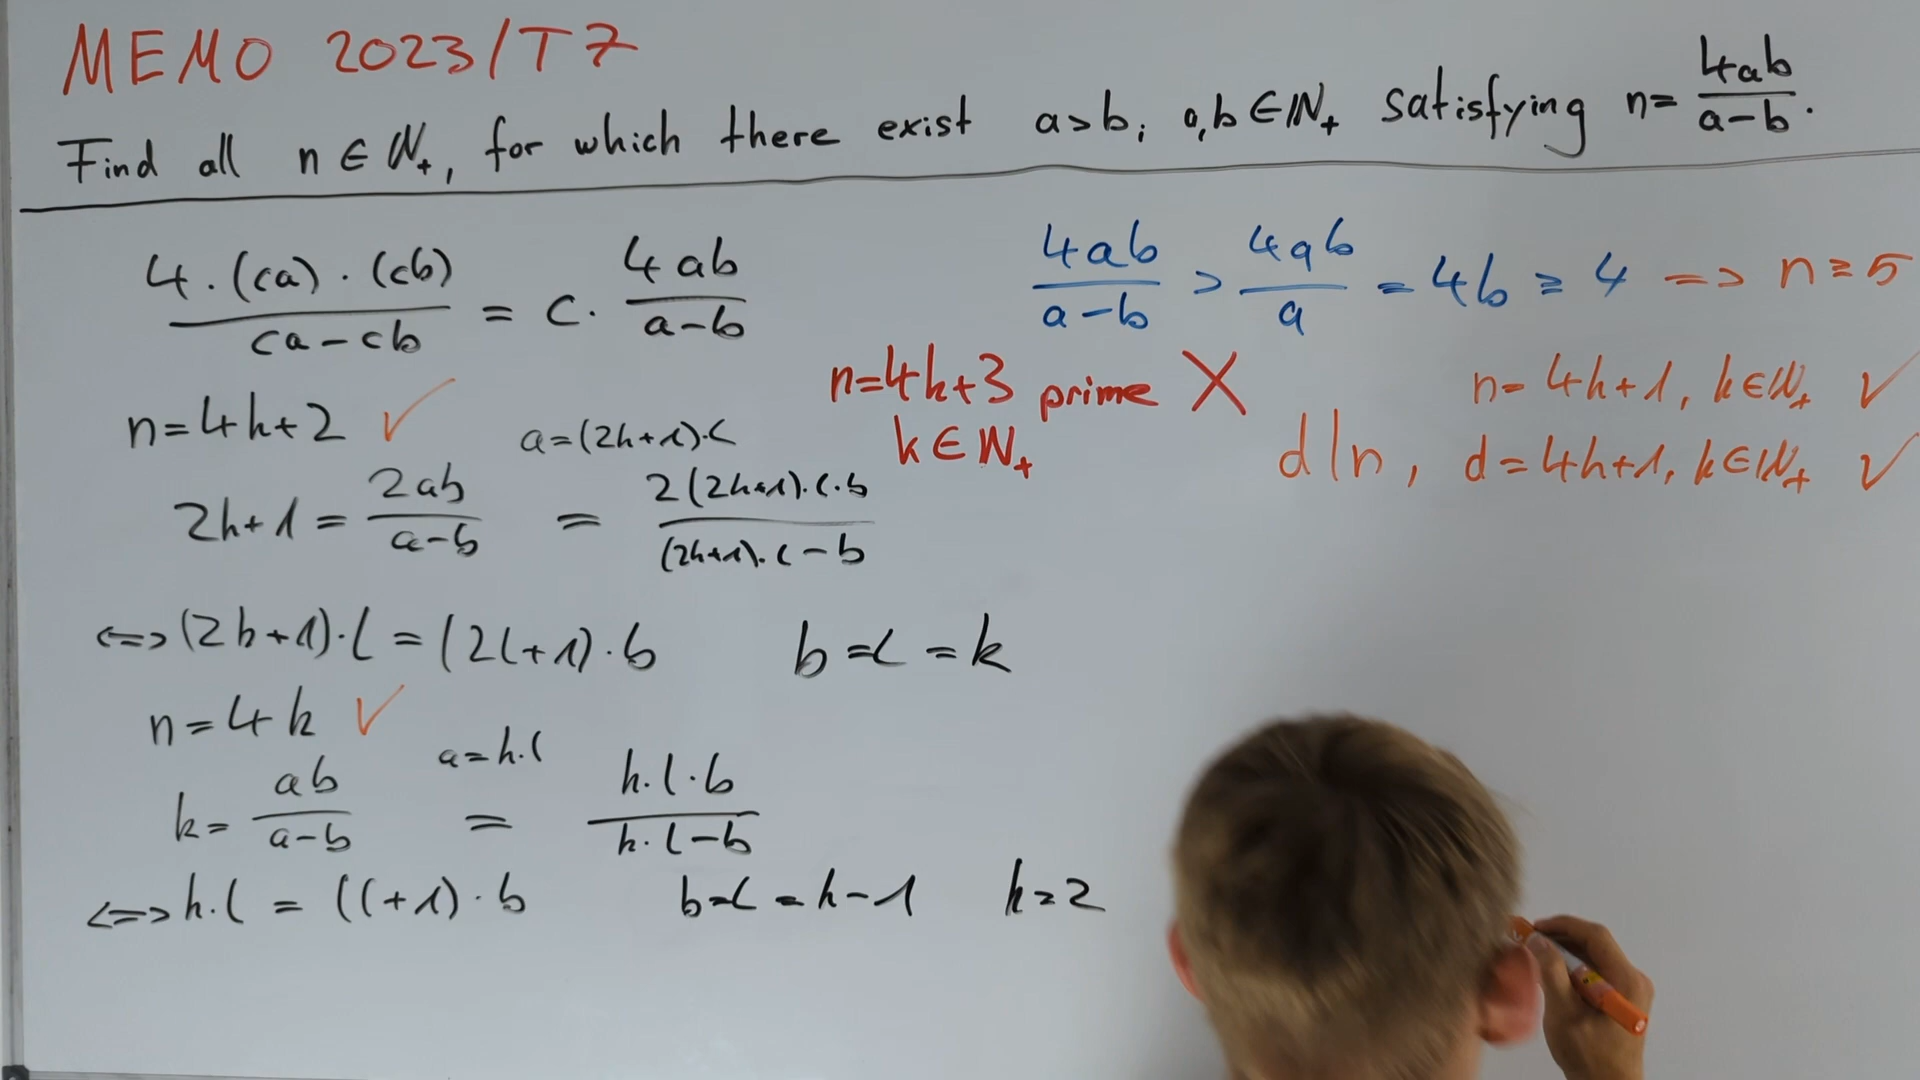 MEMO 2023/T7
Find all n ∈ ℕ₊, for which there exist a>b; a,b ∈ ℕ₊ satisfying n = 4ab/(a-b).
4·(ca)·(cb)/(ca-cb) = c·4ab/(a-b)
4ab/(a-b) > 4ab/a = 4b ≥ 4 => n ≥ 5
n=4k+2 ✓
n=4k+3 prime X
k ∈ ℕ₊
n=4k+1, k ∈ ℕ₊ ✓
d|n, d=4k+1, k ∈ ℕ₊ ✓
a=(2k+1)·l
2k+1 = 2ab/(a-b) = 2(2k+1)·l·b/((2k+1)·l-b)
<=> (2b+1)·l = (2l+1)·b b=l=k
n=4k ✓
a=k·l
k = ab/(a-b) = k·l·b/(k·l-b)
<=> k·l = (l+1)·b b=l=k-1 k≥2